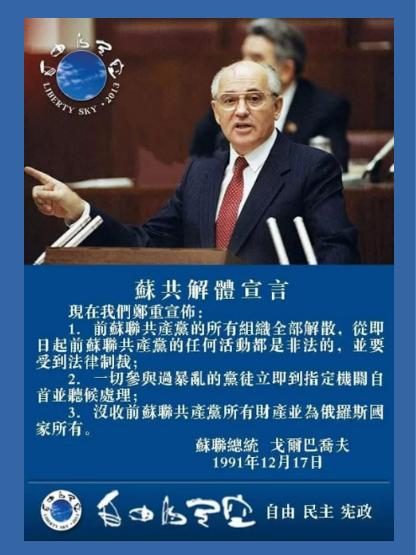 LIBERTY SKY · 2013
蘇共解體宣言
現在我們鄭重宣佈：
1. 前蘇聯共產黨的所有組織全部解散，從即
日起前蘇聯共產黨的任何活動都是非法的，並要
受到法律制裁；
2. 一切參與過暴亂的黨徒立即到指定機關自
首並聽候處理；
3. 沒收前蘇聯共產黨所有財產並為俄羅斯國
家所有。
蘇聯總統 戈爾巴喬夫
1991年12月17日
LIBERTY SKY · 2013
自由 民主 宪政